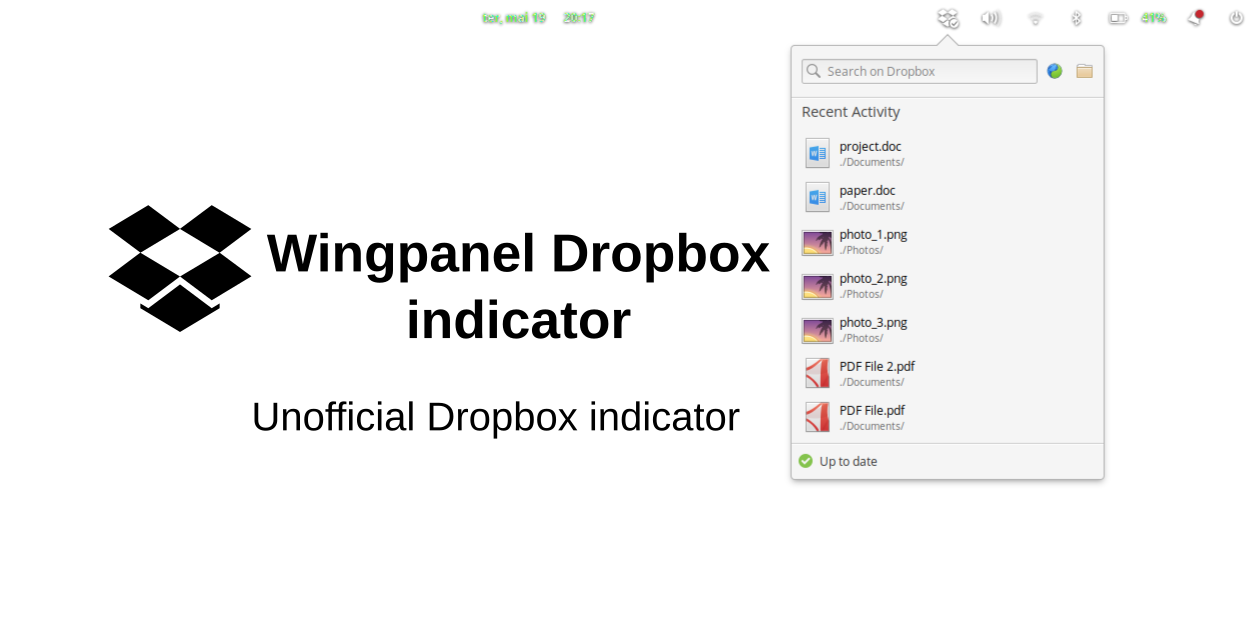 ter, mai 19 20:17
41%
Search on Dropbox
Recent Activity
project.doc
./Documents/
paper.doc
./Documents/
photo_1.png
./Photos/
photo_2.png
./Photos/
photo_3.png
./Photos/
PDF File 2.pdf
./Documents/
PDF File.pdf
./Documents/
Up to date
Wingpanel Dropbox
indicator
Unofficial Dropbox indicator